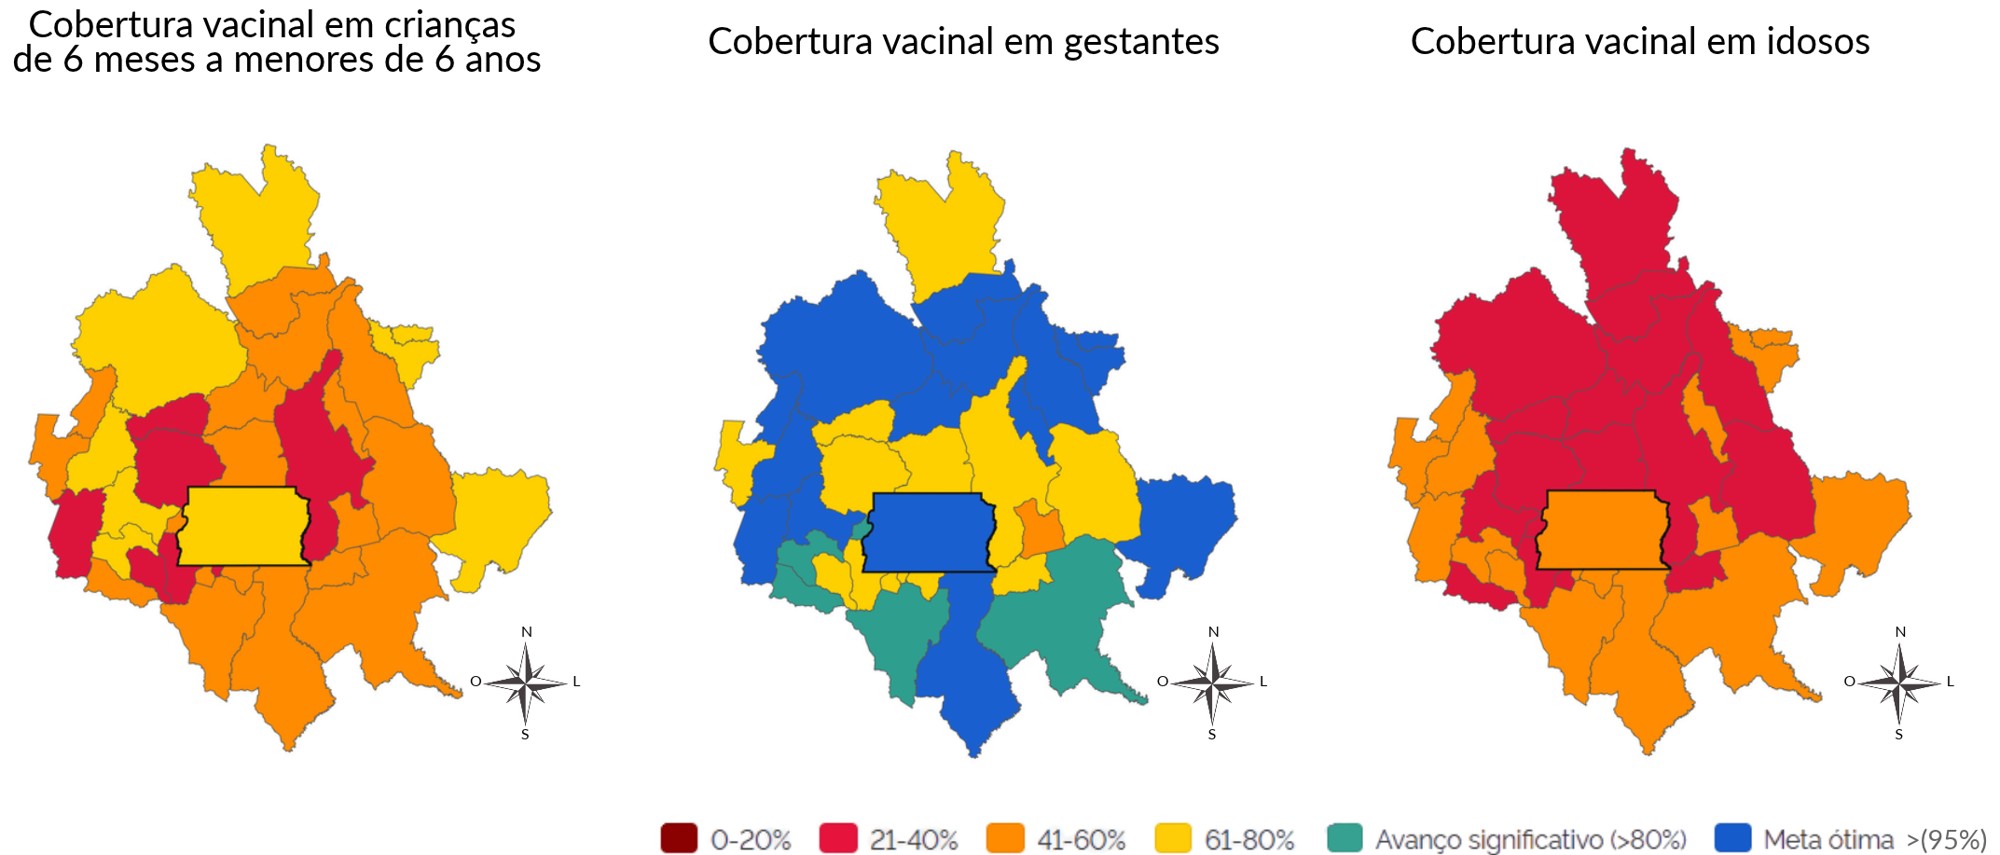 Cobertura vacinal em crianças
de 6 meses a menores de 6 anos
Cobertura vacinal em gestantes
Cobertura vacinal em idosos
N
O
L
S
N
O
L
S
N
O
L
S
0-20%
21-40%
41-60%
61-80%
Avanço significativo (>80%)
Meta ótima >(95%)